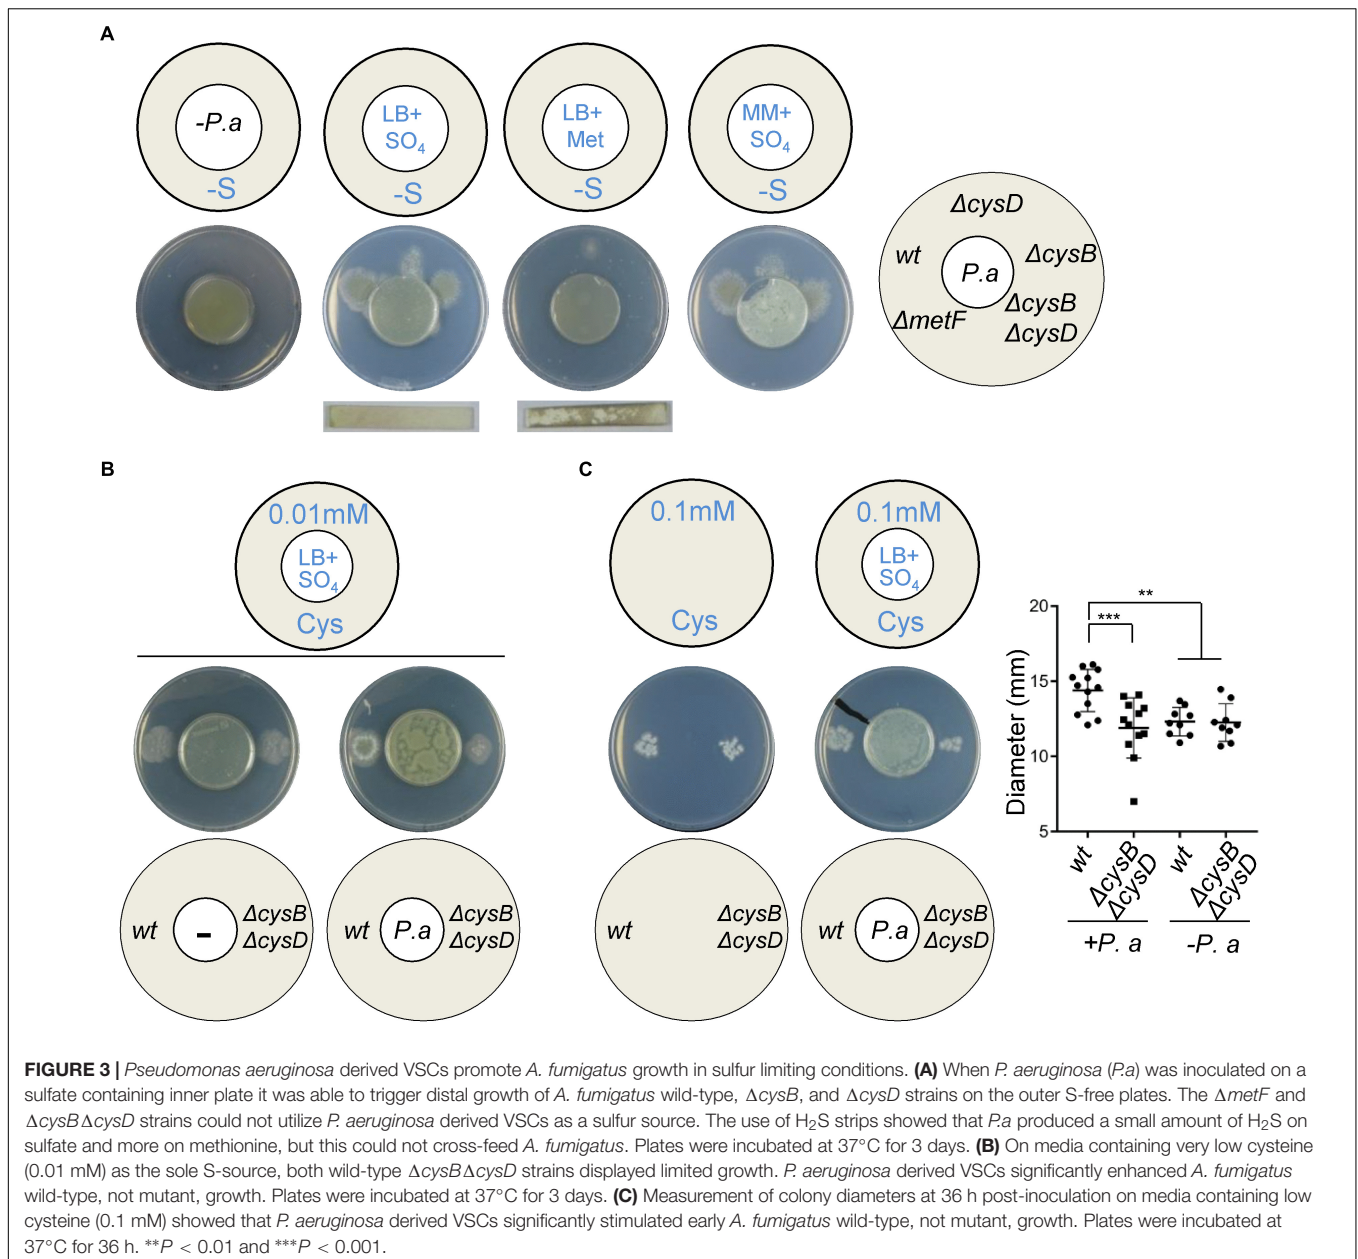 A
-P.a
-S
LB+
SO4
-S
LB+
Met
-S
MM+
SO4
-S
ΔcysD
wt
ΔcysB
P.a
ΔcysB
ΔcysD
ΔmetF
B
0.01mM
LB+
SO4
Cys
wt
-
ΔcysB
ΔcysD
wt
P.a
ΔcysB
ΔcysD
C
0.1mM
Cys
0.1mM
LB+
SO4
Cys
wt
ΔcysB
ΔcysD
wt
P.a
ΔcysB
ΔcysD
**
***
20
15
10
5
Diameter (mm)
wt
ΔcysB
ΔcysD
wt
ΔcysB
ΔcysD
+P. a
-P. a
FIGURE 3 | Pseudomonas aeruginosa derived VSCs promote A. fumigatus growth in sulfur limiting conditions. (A) When P. aeruginosa (P.a) was inoculated on a
sulfate containing inner plate it was able to trigger distal growth of A. fumigatus wild-type, ΔcysB, and ΔcysD strains on the outer S-free plates. The ΔmetF and
ΔcysBΔcysD strains could not utilize P. aeruginosa derived VSCs as a sulfur source. The use of H2S strips showed that P.a produced a small amount of H2S on
sulfate and more on methionine, but this could not cross-feed A. fumigatus. Plates were incubated at 37°C for 3 days. (B) On media containing very low cysteine
(0.01 mM) as the sole S-source, both wild-type ΔcysBΔcysD strains displayed limited growth. P. aeruginosa derived VSCs significantly enhanced A. fumigatus
wild-type, not mutant, growth. Plates were incubated at 37°C for 3 days. (C) Measurement of colony diameters at 36 h post-inoculation on media containing low
cysteine (0.1 mM) showed that P. aeruginosa derived VSCs significantly stimulated early A. fumigatus wild-type, not mutant, growth. Plates were incubated at
37°C for 36 h. **P < 0.01 and ***P < 0.001.